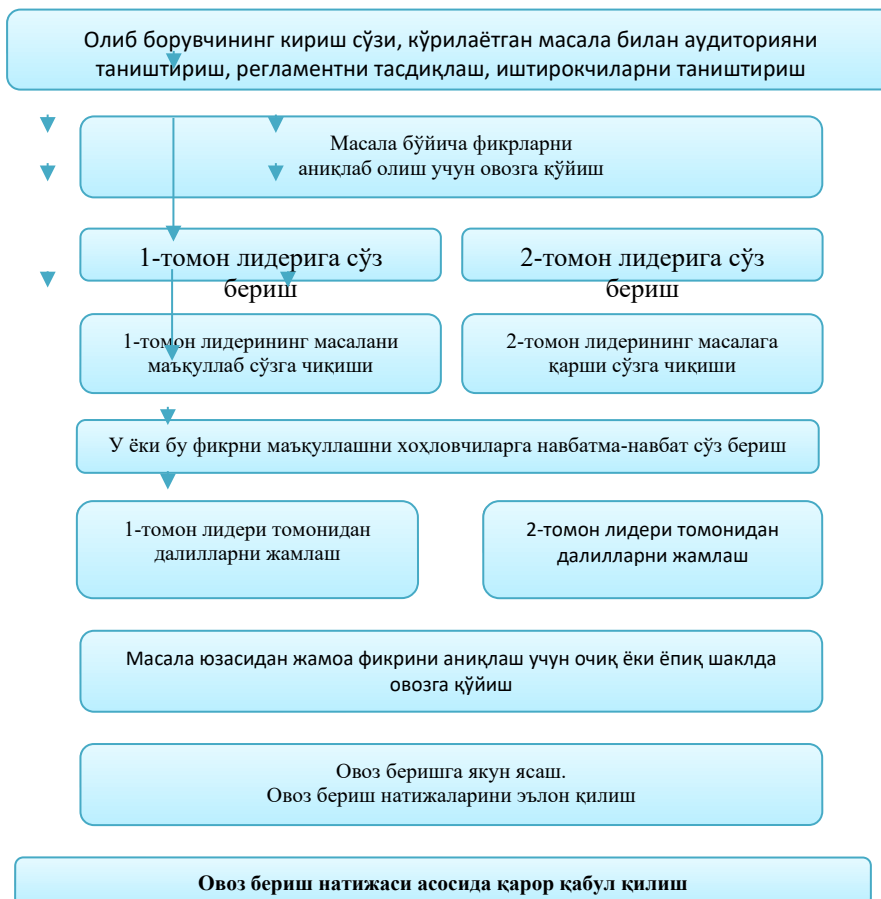 Олиб борувчининг кириш сўзи, кўрилаётган масала билан аудиторияни
таништириш, регламентни тасдиқлаш, иштирокчиларни таништириш
Масала бўйича фикрларни
аниқлаб олиш учун овозга қўйиш
1-томон лидерига сўз
бериш
2-томон лидерига сўз
бериш
1-томон лидерининг масалани
маъқуллаб сўзга чиқиши
2-томон лидерининг масалага
қарши сўзга чиқиши
У ёки бу фикрни маъқуллашни хоҳловчиларга навбатма-навбат сўз бериш
1-томон лидери томонидан
далилларни жамлаш
2-томон лидери томонидан
далилларни жамлаш
Масала юзасидан жамоа фикрини аниқлаш учун очиқ ёки ёпиқ шаклда
овозга қўйиш
Овоз беришга якун ясаш.
Овоз бериш натижаларини эълон қилиш
Овоз бериш натижаси асосида қарор қабул қилиш